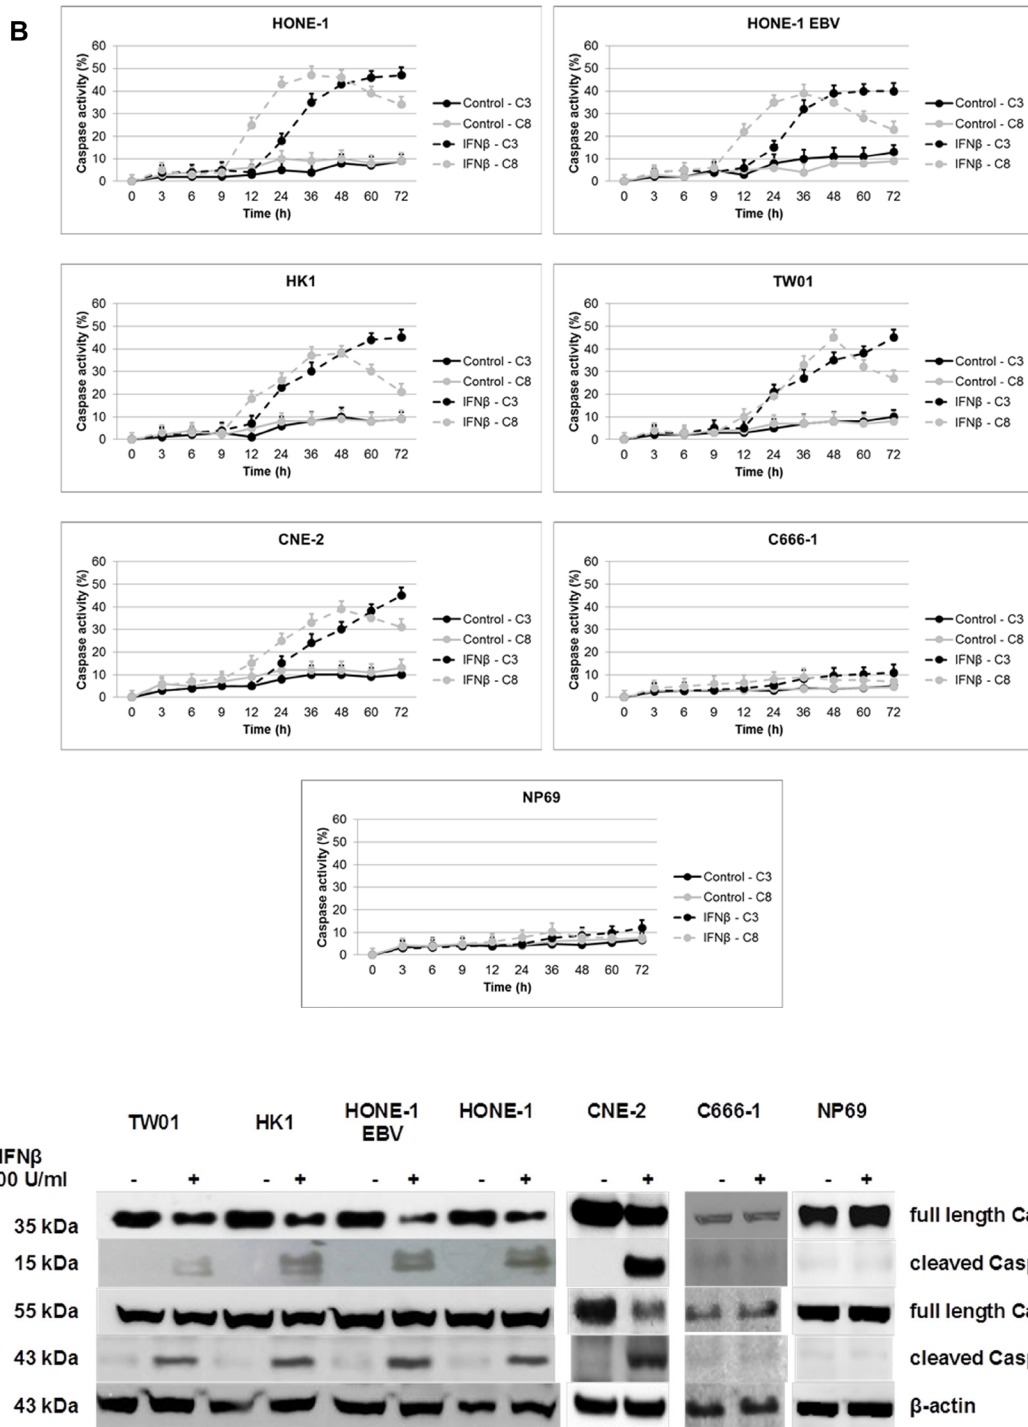 B
HONE-1
Caspase activity (%)
60
50
40
30
20
10
0
0 3 6 9 12 24 36 48 60 72
Time (h)
Control - C3
Control - C8
IFNβ - C3
IFNβ - C8
HONE-1 EBV
Caspase activity (%)
60
50
40
30
20
10
0
0 3 6 9 12 24 36 48 60 72
Time (h)
Control - C3
Control - C8
IFNβ - C3
IFNβ - C8
HK1
Caspase activity (%)
60
50
40
30
20
10
0
0 3 6 9 12 24 36 48 60 72
Time (h)
Control - C3
Control - C8
IFNβ - C3
IFNβ - C8
TW01
Caspase activity (%)
60
50
40
30
20
10
0
0 3 6 9 12 24 36 48 60 72
Time (h)
Control - C3
Control - C8
IFNβ - C3
IFNβ - C8
CNE-2
Caspase activity (%)
60
50
40
30
20
10
0
0 3 6 9 12 24 36 48 60 72
Time (h)
Control - C3
Control - C8
IFNβ - C3
IFNβ - C8
C666-1
Caspase activity (%)
60
50
40
30
20
10
0
0 3 6 9 12 24 36 48 60 72
Time (h)
Control - C3
Control - C8
IFNβ - C3
IFNβ - C8
NP69
Caspase activity (%)
60
50
40
30
20
10
0
0 3 6 9 12 24 36 48 60 72
Time (h)
Control - C3
Control - C8
IFNβ - C3
IFNβ - C8
TW01 HK1 HONE-1 EBV HONE-1 CNE-2 C666-1 NP69
IFNβ
00 U/ml - + - + - + - + - + - + - +
35 kDa full length Ca
15 kDa cleaved Casp
55 kDa full length Ca
43 kDa cleaved Casp
43 kDa β-actin